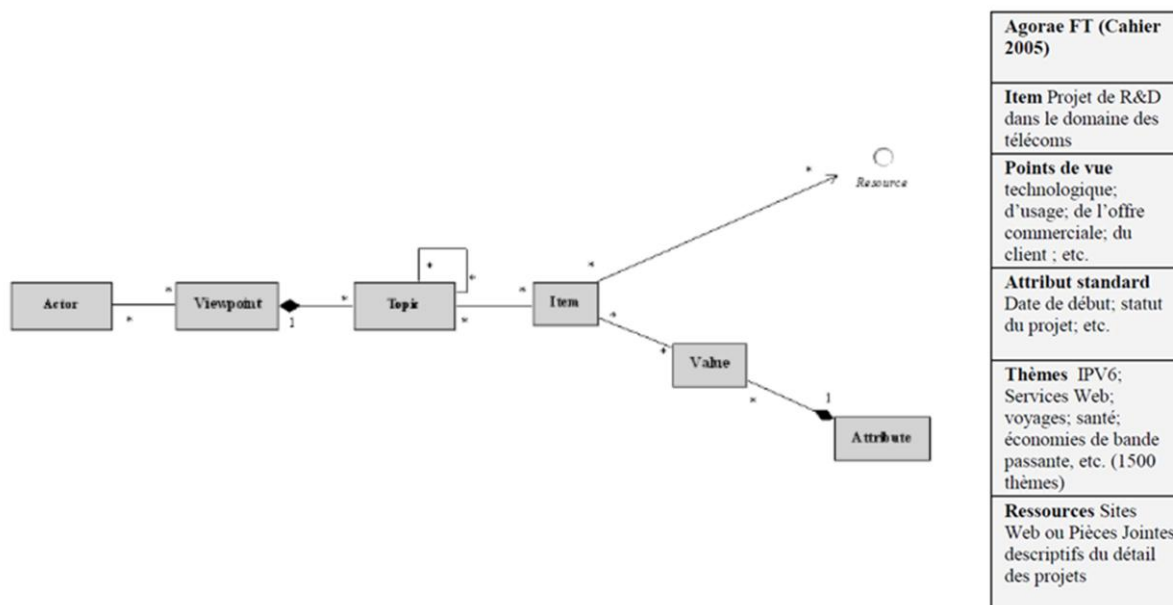 Actor
*
*
Viewpoint
1
*
Topic
*
*
*
*
Item
*
*
Resource
*
*
Value
*
1
Attribute
Agorae FT (Cahier
2005)
Item Projet de R&D
dans le domaine des
télécoms
Points de vue
technologique;
d’usage; de l’offre
commerciale; du
client ; etc.
Attribut standard
Date de début; statut
du projet; etc.
Thèmes IPV6;
Services Web;
voyages; santé;
économies de bande
passante, etc. (1500
thèmes)
Ressources Sites
Web ou Pièces Jointes
descriptifs du détail
des projets